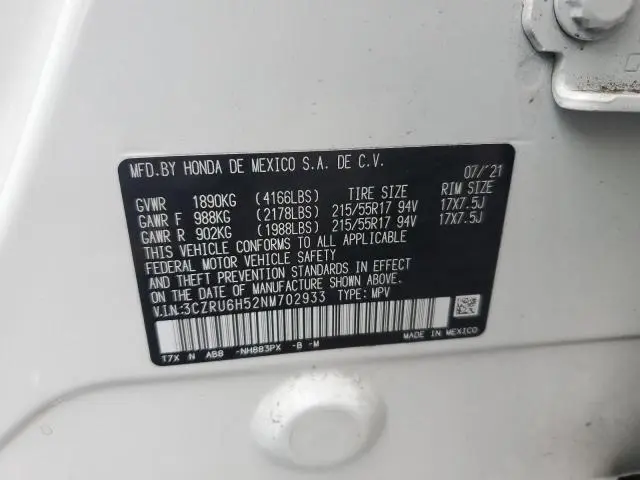 MFD.BY HONDA DE MEXICO S.A. DE C.V. 07/'21
GVWR 1890KG (4166LBS) TIRE SIZE RIM SIZE
GAWR F 988KG (2178LBS) 215/55R17 94V 17X7.5J
GAWR R 902KG (1988LBS) 215/55R17 94V 17X7.5J
THIS VEHICLE CONFORMS TO ALL APPLICABLE
FEDERAL MOTOR VEHICLE SAFETY
AND THEFT PREVENTION STANDARDS IN EFFECT
ON THE DATE OF MANUFACTURE SHOWN ABOVE.
V.I.N.:3CZRU6H52NM702933 TYPE: MPV
T7X N AB8 -NH883PX -B -M MADE IN MEXICO